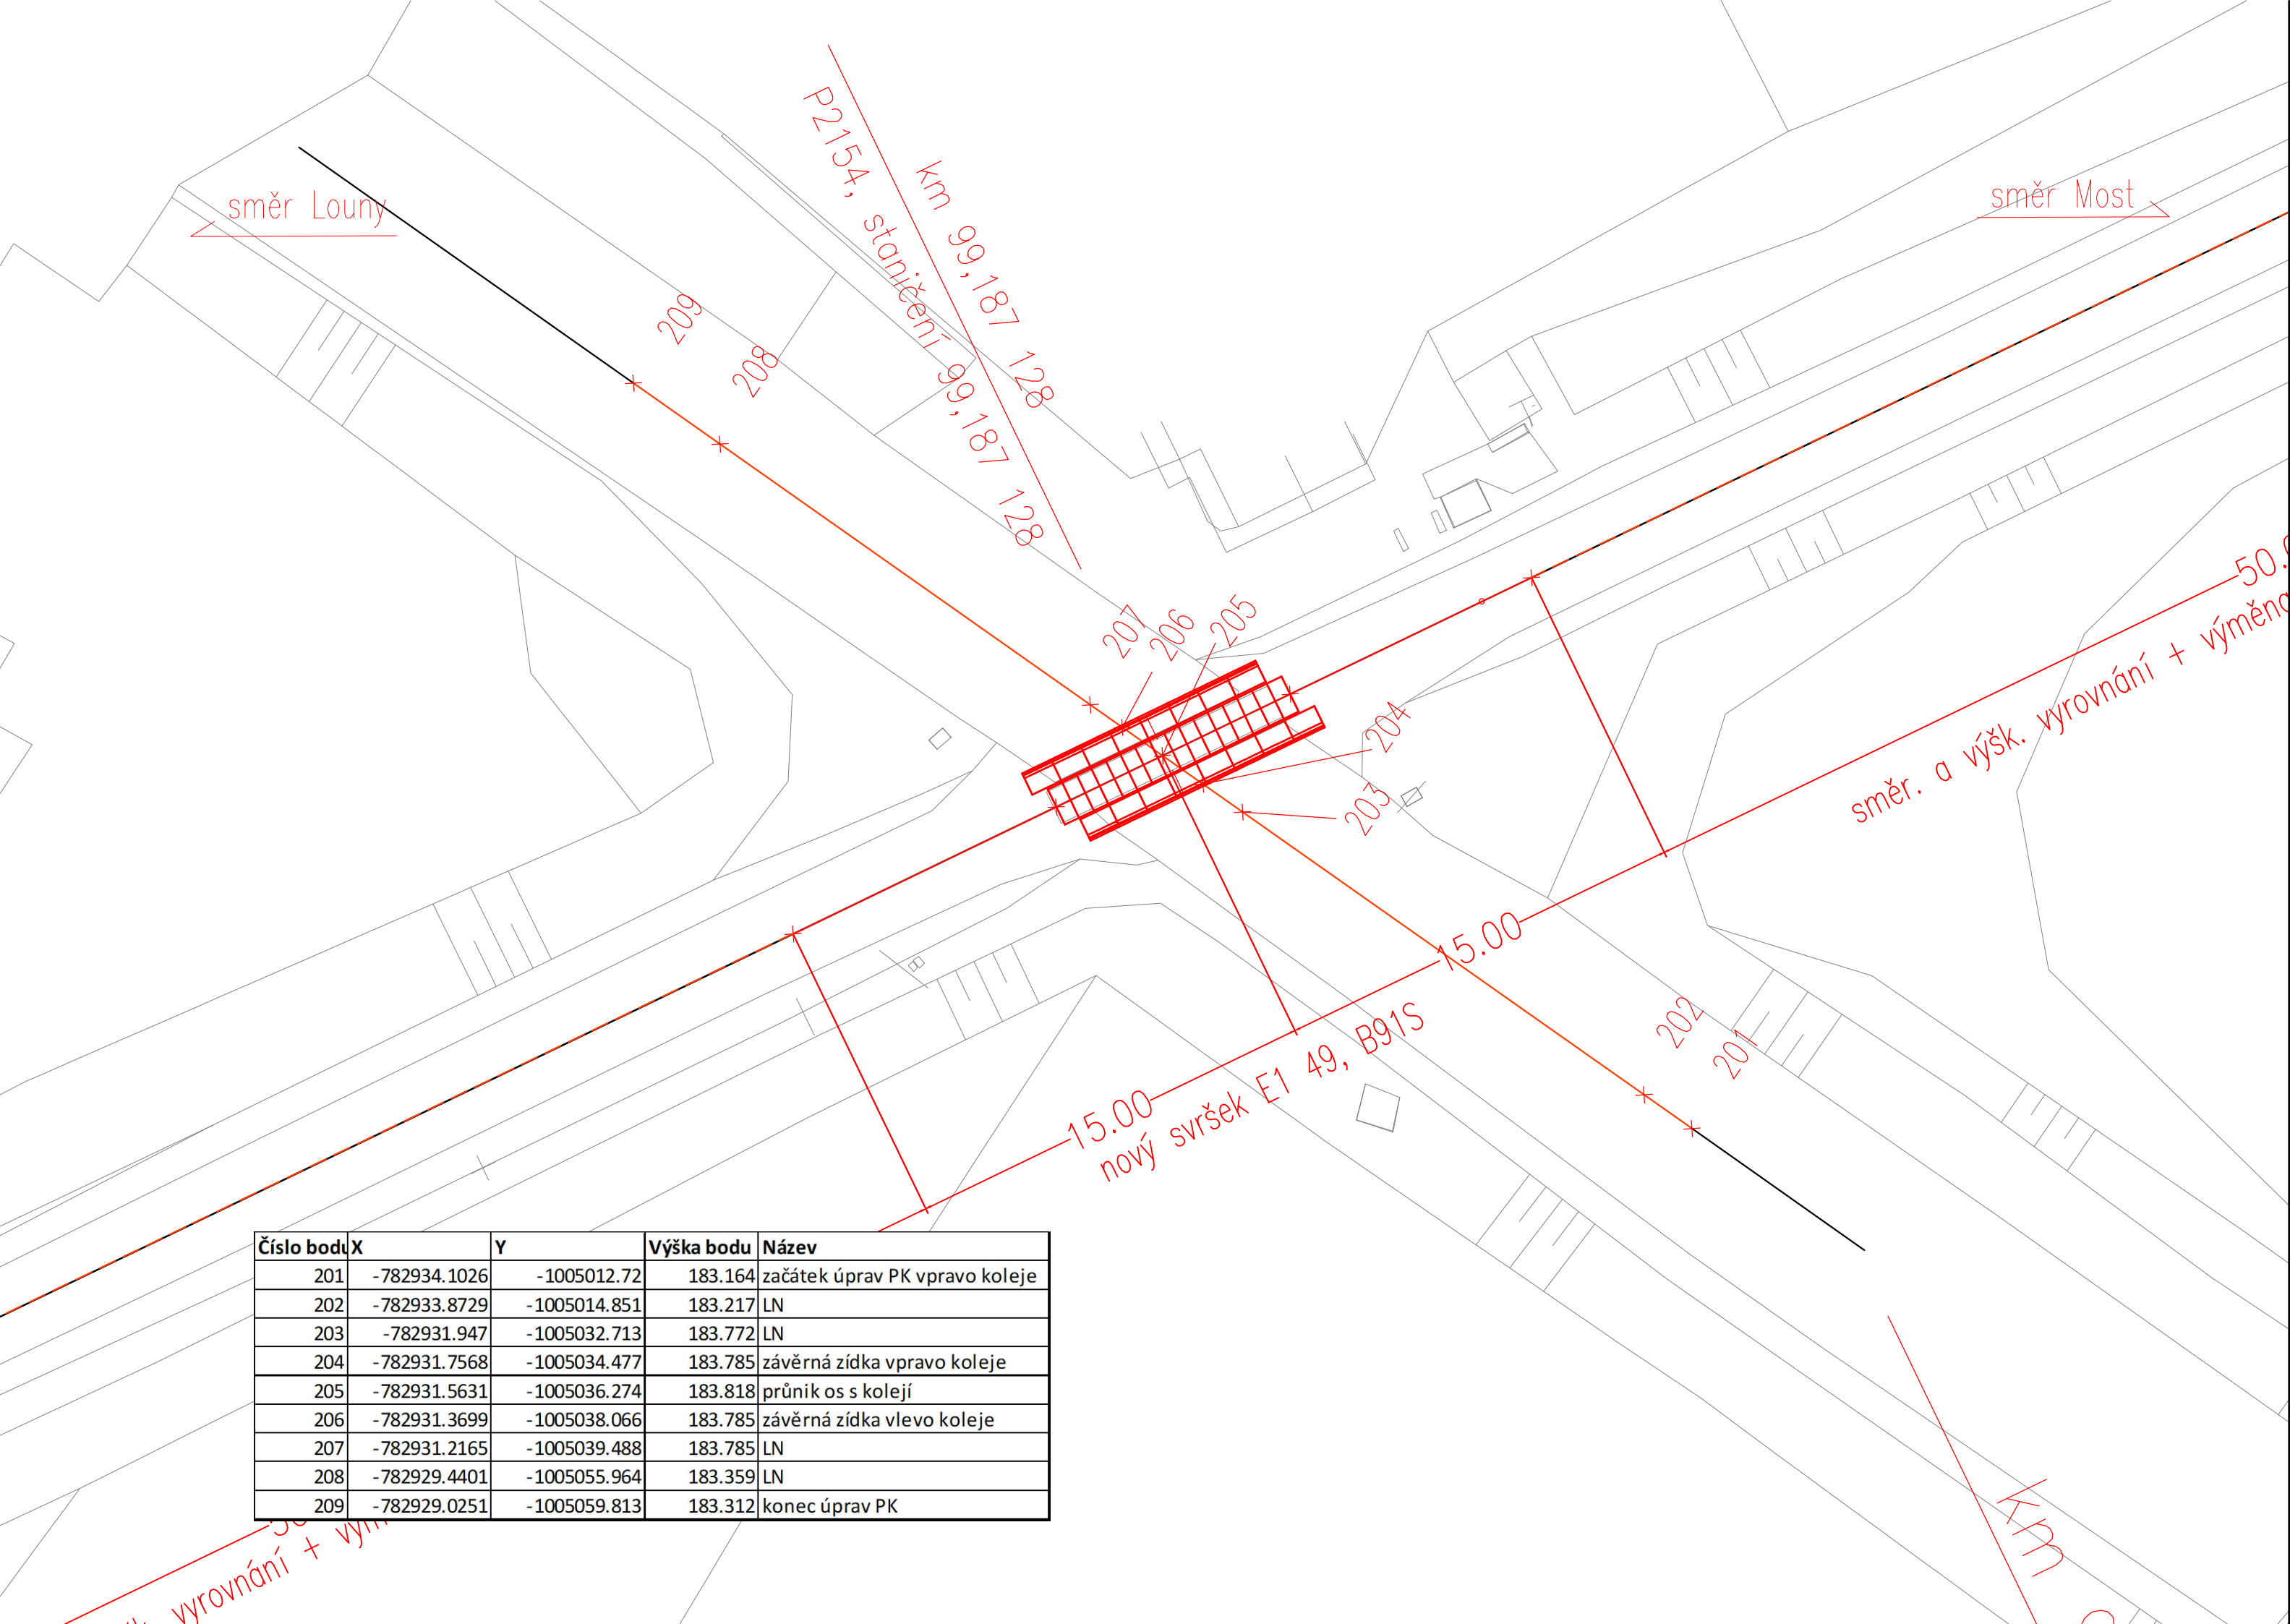 směr Louny
P2154, staničení 99,187 128
km 99,187 128
směr Most
209
208
207
206
205
204
203
202
201
50.
směr. a výšk. vyrovnání + výměna
15.00
15.00
nový svršek E1 49, B91S
Číslo bodu X Y Výška bodu Název
201 -782934.1026 -1005012.72 183.164 začátek úprav PK vpravo koleje
202 -782933.8729 -1005014.851 183.217 LN
203 -782931.947 -1005032.713 183.772 LN
204 -782931.7568 -1005034.477 183.785 závěrná zídka vpravo koleje
205 -782931.5631 -1005036.274 183.818 průnik os s kolejí
206 -782931.3699 -1005038.066 183.785 závěrná zídka vlevo koleje
207 -782931.2165 -1005039.488 183.785 LN
208 -782929.4401 -1005055.964 183.359 LN
209 -782929.0251 -1005059.813 183.312 konec úprav PK
vyrovnání +
km